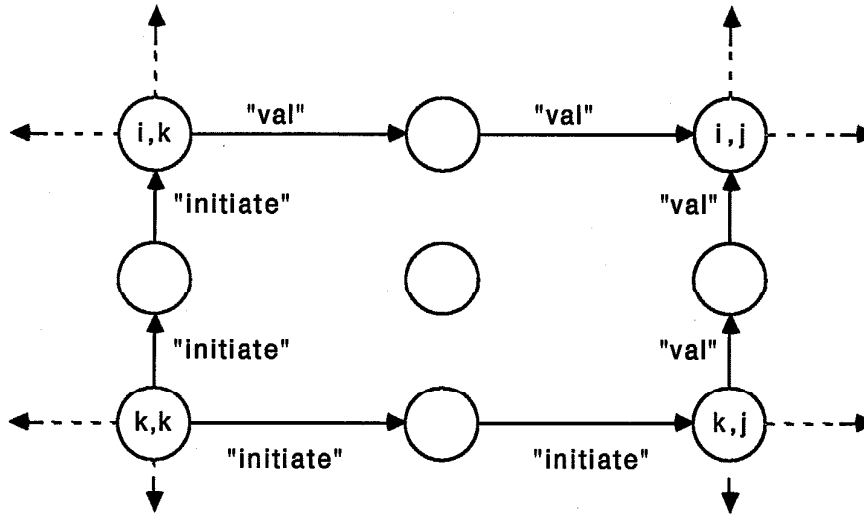 "val" "val"
i,k i,j
"initiate" "val"
"initiate" "val"
k,k k,j
"initiate" "initiate"